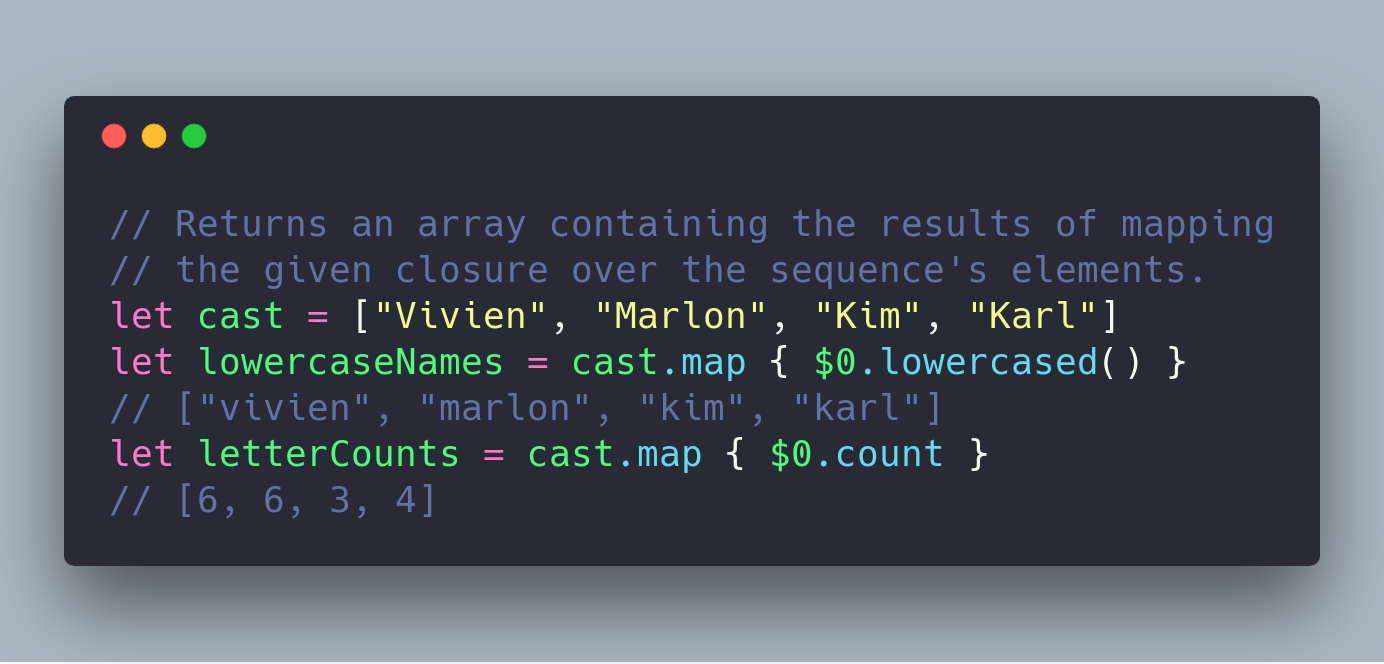 // Returns an array containing the results of mapping
// the given closure over the sequence's elements.
let cast = ["Vivien", "Marlon", "Kim", "Karl"]
let lowercaseNames = cast.map { $0.lowercased() }
// ["vivien", "marlon", "kim", "karl"]
let letterCounts = cast.map { $0.count }
// [6, 6, 3, 4]